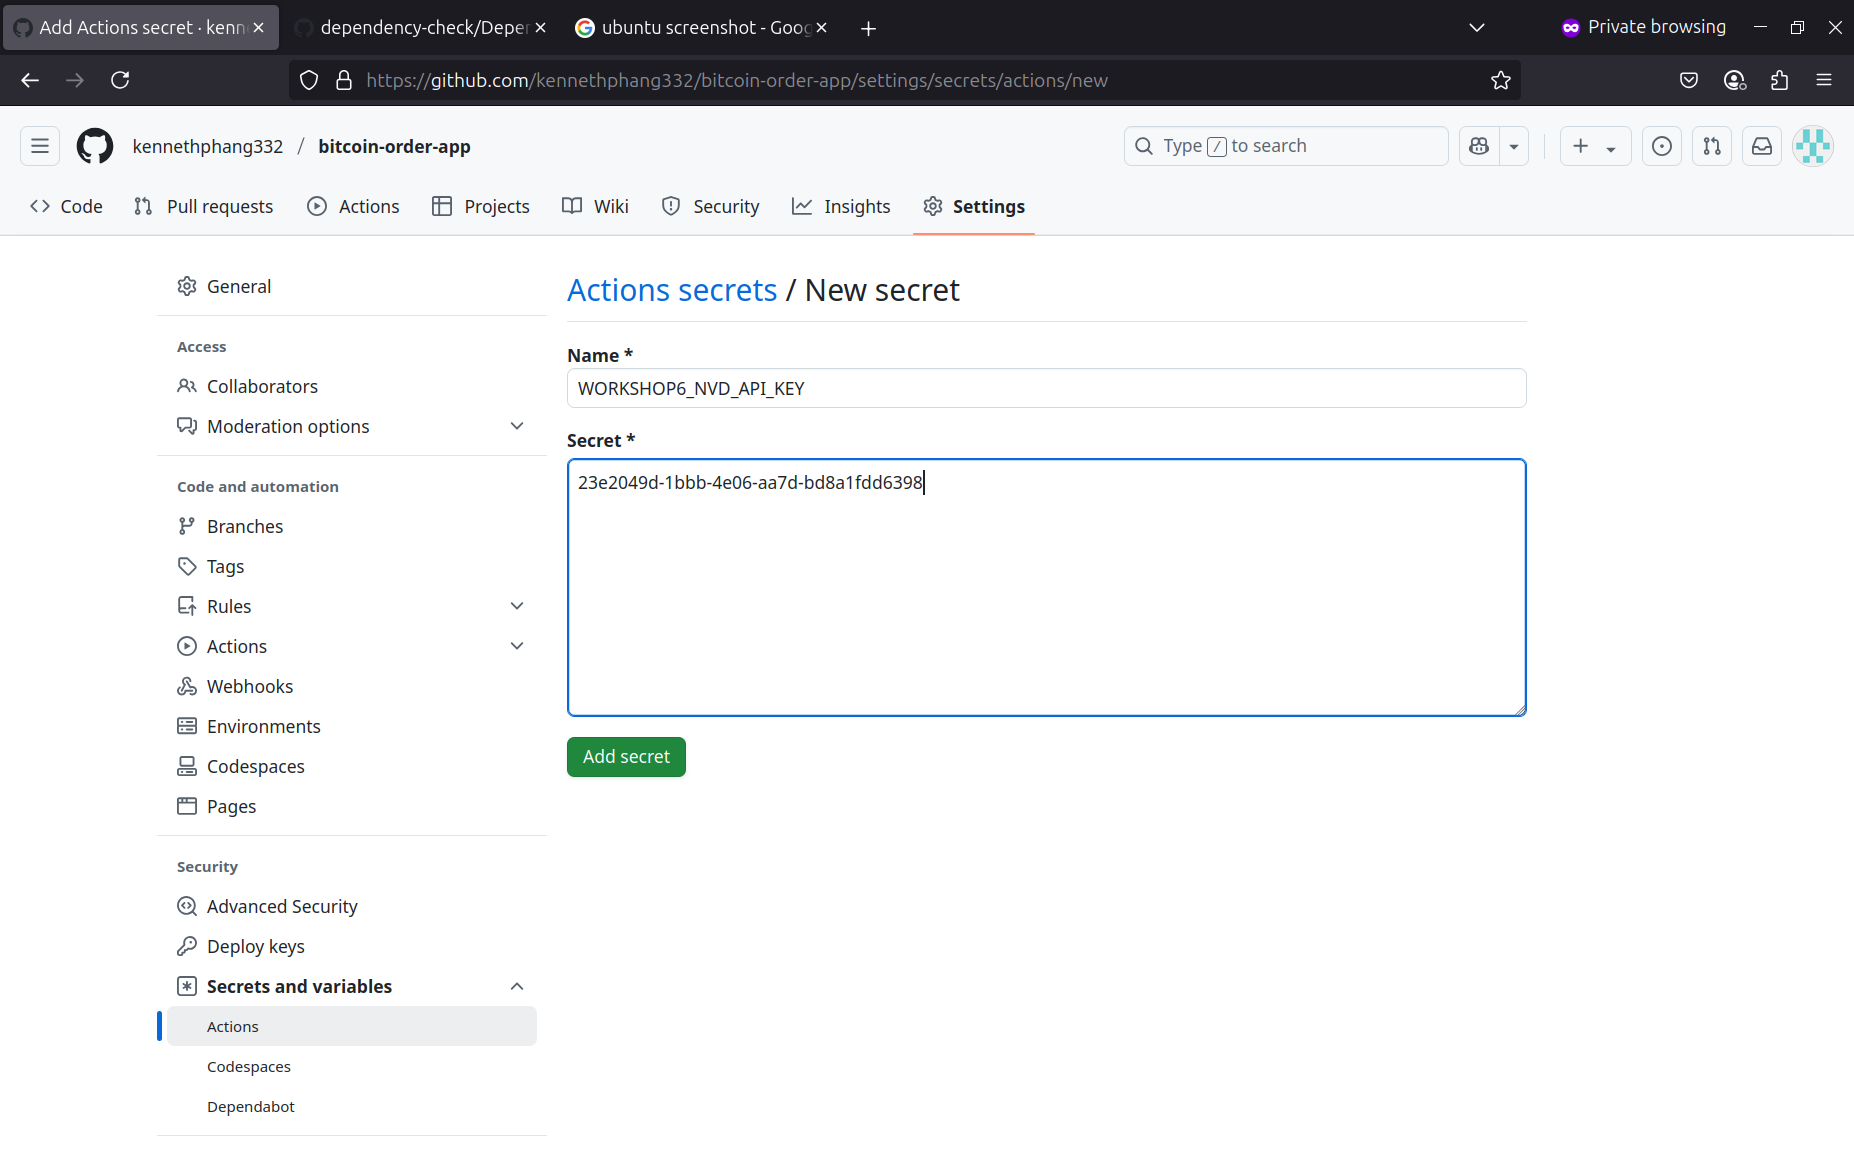 Add Actions secret · kenn
dependency-check/Deper
ubuntu screenshot - Goog
Private browsing
https://github.com/kennethphang332/bitcoin-order-app/settings/secrets/actions/new
kennethphang332 / bitcoin-order-app
Type / to search
Code
Pull requests
Actions
Projects
Wiki
Security
Insights
Settings
General
Access
Collaborators
Moderation options
Code and automation
Branches
Tags
Rules
Actions
Webhooks
Environments
Codespaces
Pages
Security
Advanced Security
Deploy keys
Secrets and variables
Actions
Codespaces
Dependabot
Actions secrets / New secret
Name *
WORKSHOP6_NVD_API_KEY
Secret *
23e2049d-1bbb-4e06-aa7d-bd8a1fdd6398
Add secret